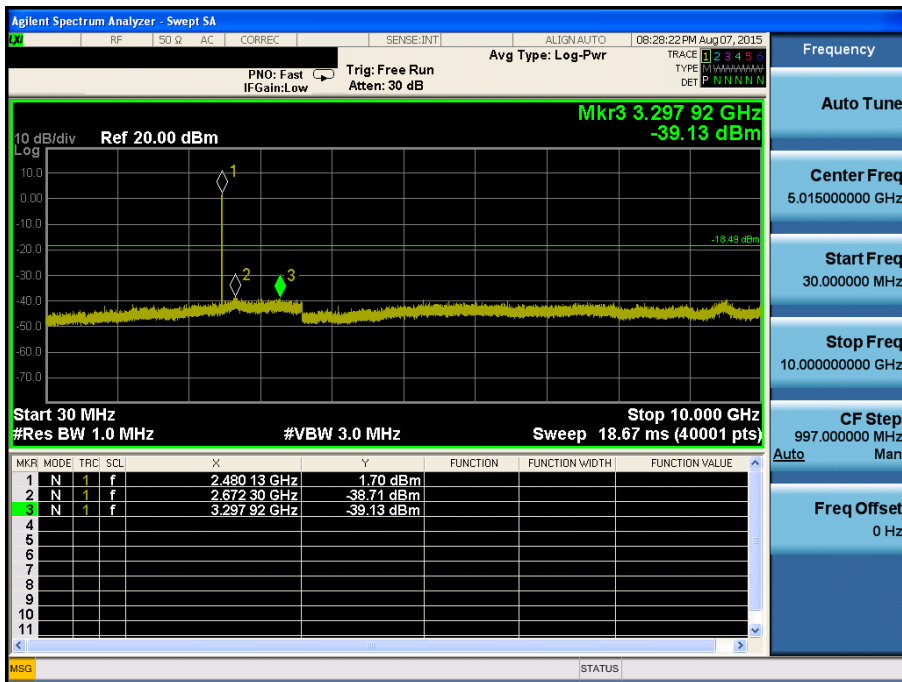 Agilent Spectrum Analyzer - Swept SA
LXI RF 50 Ω AC CORREC SENSE:INT ALIGNAUTO 08:28:22 PM Aug 07, 2015
Avg Type: Log-Pwr TRACE 1 2 3 4 5 6
PNO: Fast Trig: Free Run TYPE M
IFGain:Low Atten: 30 dB DET P N N N N N
Frequency
Auto Tune
Center Freq
5.015000000 GHz
Start Freq
30.000000 MHz
Stop Freq
10.000000000 GHz
CF Step
997.000000 MHz
Auto Man
Freq Offset
0 Hz
Mkr3 3.297 92 GHz
-39.13 dBm
10 dB/div Ref 20.00 dBm
Log
10.0
0.00
-10.0
-20.0
-30.0
-40.0
-50.0
-60.0
-70.0
1
2
3
-18.49 dBm
Start 30 MHz Stop 10.000 GHz
#Res BW 1.0 MHz #VBW 3.0 MHz Sweep 18.67 ms (40001 pts)
MKR MODE TRC SCL X Y FUNCTION FUNCTION WIDTH FUNCTION VALUE
1 N 1 f 2.480 13 GHz 1.70 dBm
2 N 1 f 2.672 30 GHz -38.71 dBm
3 N 1 f 3.297 92 GHz -39.13 dBm
4
5
6
7
8
9
10
11
MSG STATUS